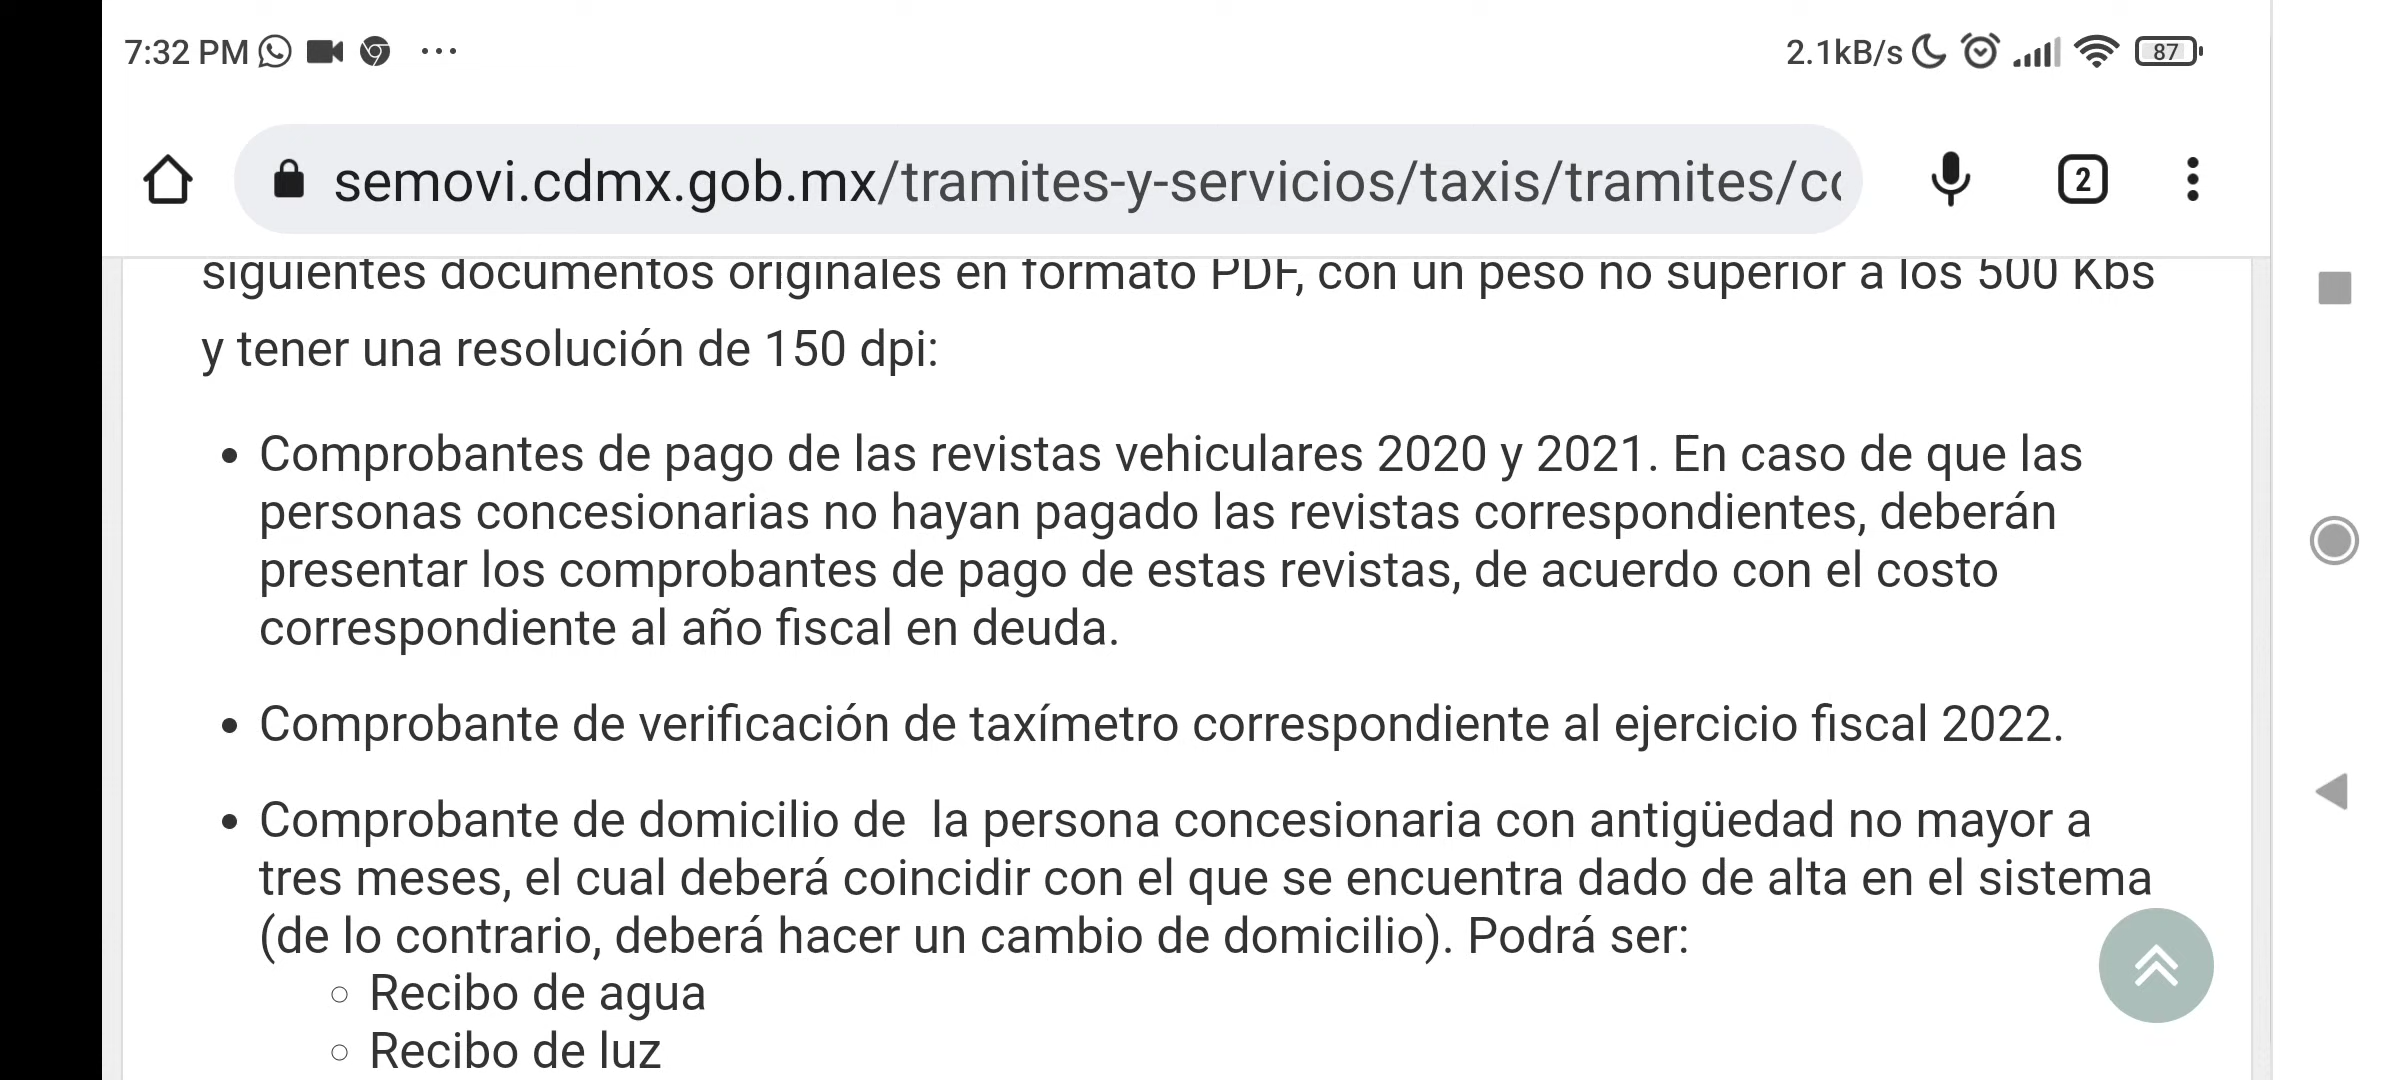 7:32 PM ... 2.1kB/s 87
semovi.cdmx.gob.mx/tramites-y-servicios/taxis/tramites/co
2
siguientes documentos originales en formato PDF, con un peso no superior a los 500 Kbs
y tener una resolución de 150 dpi:
• Comprobantes de pago de las revistas vehiculares 2020 y 2021. En caso de que las
personas concesionarias no hayan pagado las revistas correspondientes, deberán
presentar los comprobantes de pago de estas revistas, de acuerdo con el costo
correspondiente al año fiscal en deuda.
• Comprobante de verificación de taxímetro correspondiente al ejercicio fiscal 2022.
• Comprobante de domicilio de  la persona concesionaria con antigüedad no mayor a
tres meses, el cual deberá coincidir con el que se encuentra dado de alta en el sistema
(de lo contrario, deberá hacer un cambio de domicilio). Podrá ser:
○ Recibo de agua
○ Recibo de luz